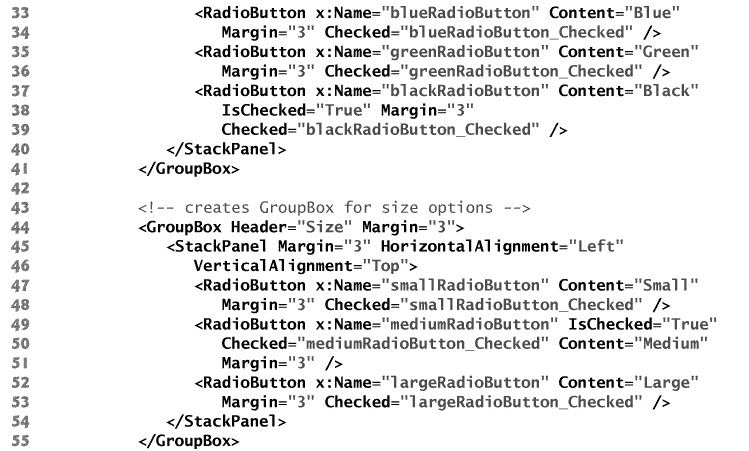 33 <RadioButton x:Name="blueRadioButton" Content="Blue"
34 Margin="3" Checked="blueRadioButton_Checked" />
35 <RadioButton x:Name="greenRadioButton" Content="Green"
36 Margin="3" Checked="greenRadioButton_Checked" />
37 <RadioButton x:Name="blackRadioButton" Content="Black"
38 IsChecked="True" Margin="3"
39 Checked="blackRadioButton_Checked" />
40 </StackPanel>
41 </GroupBox>
42
43 <!-- creates GroupBox for size options -->
44 <GroupBox Header="Size" Margin="3">
45 <StackPanel Margin="3" HorizontalAlignment="Left"
46 VerticalAlignment="Top">
47 <RadioButton x:Name="smallRadioButton" Content="Small"
48 Margin="3" Checked="smallRadioButton_Checked" />
49 <RadioButton x:Name="mediumRadioButton" IsChecked="True"
50 Checked="mediumRadioButton_Checked" Content="Medium"
51 Margin="3" />
52 <RadioButton x:Name="largeRadioButton" Content="Large"
53 Margin="3" Checked="largeRadioButton_Checked" />
54 </StackPanel>
55 </GroupBox>